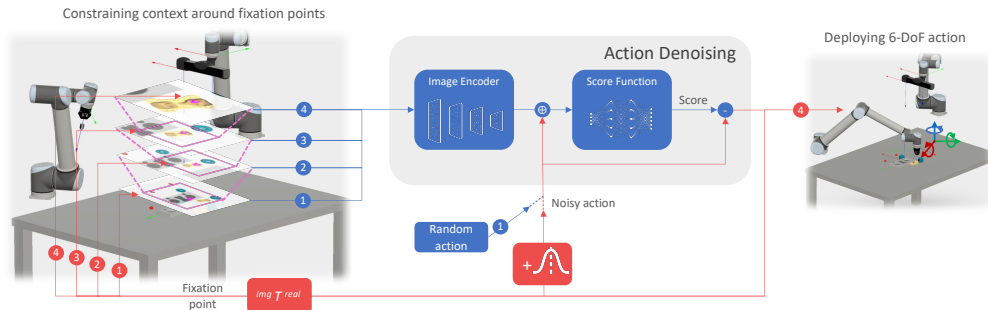 Constraining context around fixation points
Deploying 6-DoF action
Action Denoising
Image Encoder
Score Function
4
⊕
Score
-
4
3
2
1
Noisy action
1
Random
action
4
3
2
1
+
Fixation
point
img T real